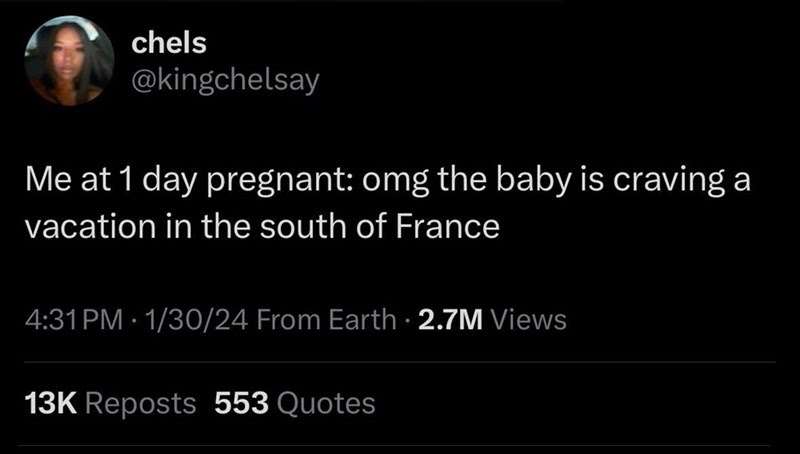 chels
@kingchelsay
Me at 1 day pregnant: omg the baby is craving a
vacation in the south of France
4:31 PM · 1/30/24 From Earth · 2.7M Views
13K Reposts 553 Quotes